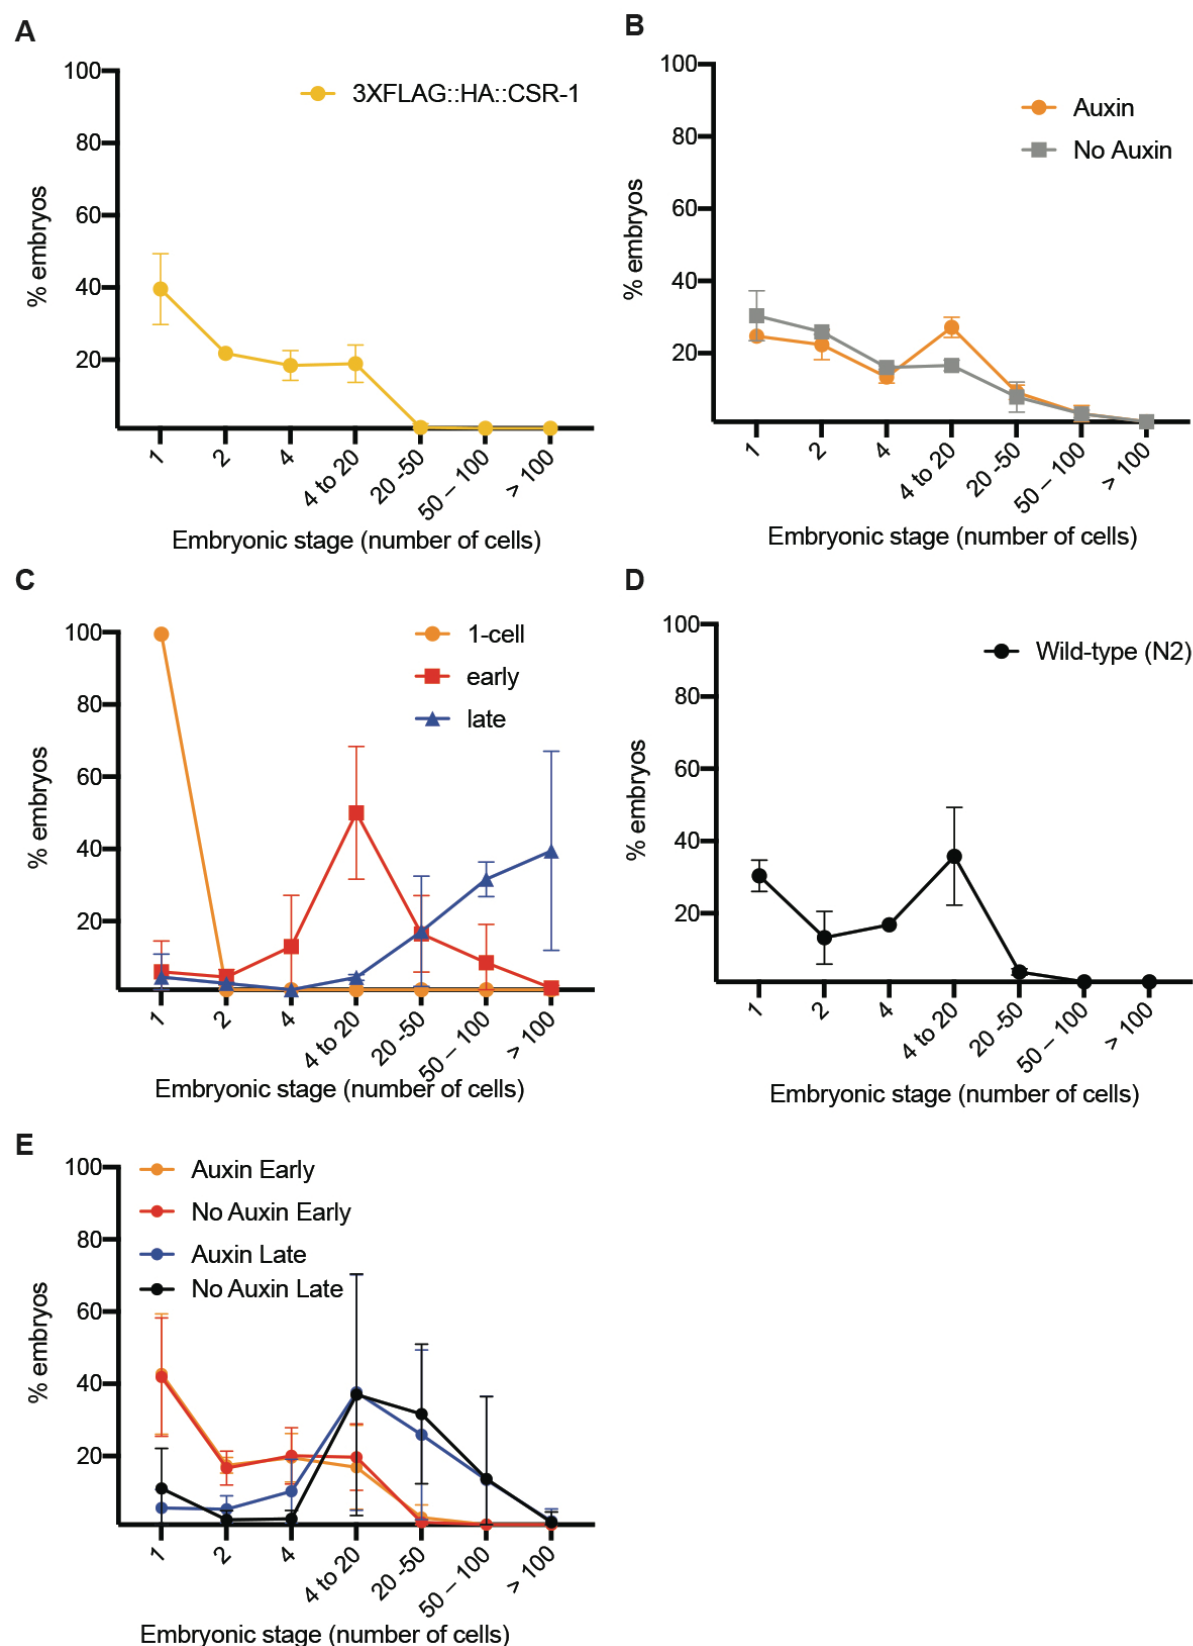 A
100
80
60
40
20
% embryos
3XFLAG::HA::CSR-1
1
2
4
4 to 20
20 -50
50 – 100
> 100
Embryonic stage (number of cells)
B
100
80
60
40
20
% embryos
Auxin
No Auxin
1
2
4
4 to 20
20 -50
50 – 100
> 100
Embryonic stage (number of cells)
C
100
80
60
40
20
% embryos
1-cell
early
late
1
2
4
4 to 20
20 -50
50 – 100
> 100
Embryonic stage (number of cells)
D
100
80
60
40
20
% embryos
Wild-type (N2)
1
2
4
4 to 20
20 -50
50 – 100
> 100
Embryonic stage (number of cells)
E
100
80
60
40
20
% embryos
Auxin Early
No Auxin Early
Auxin Late
No Auxin Late
1
2
4
4 to 20
20 -50
50 – 100
> 100
Embryonic stage (number of cells)